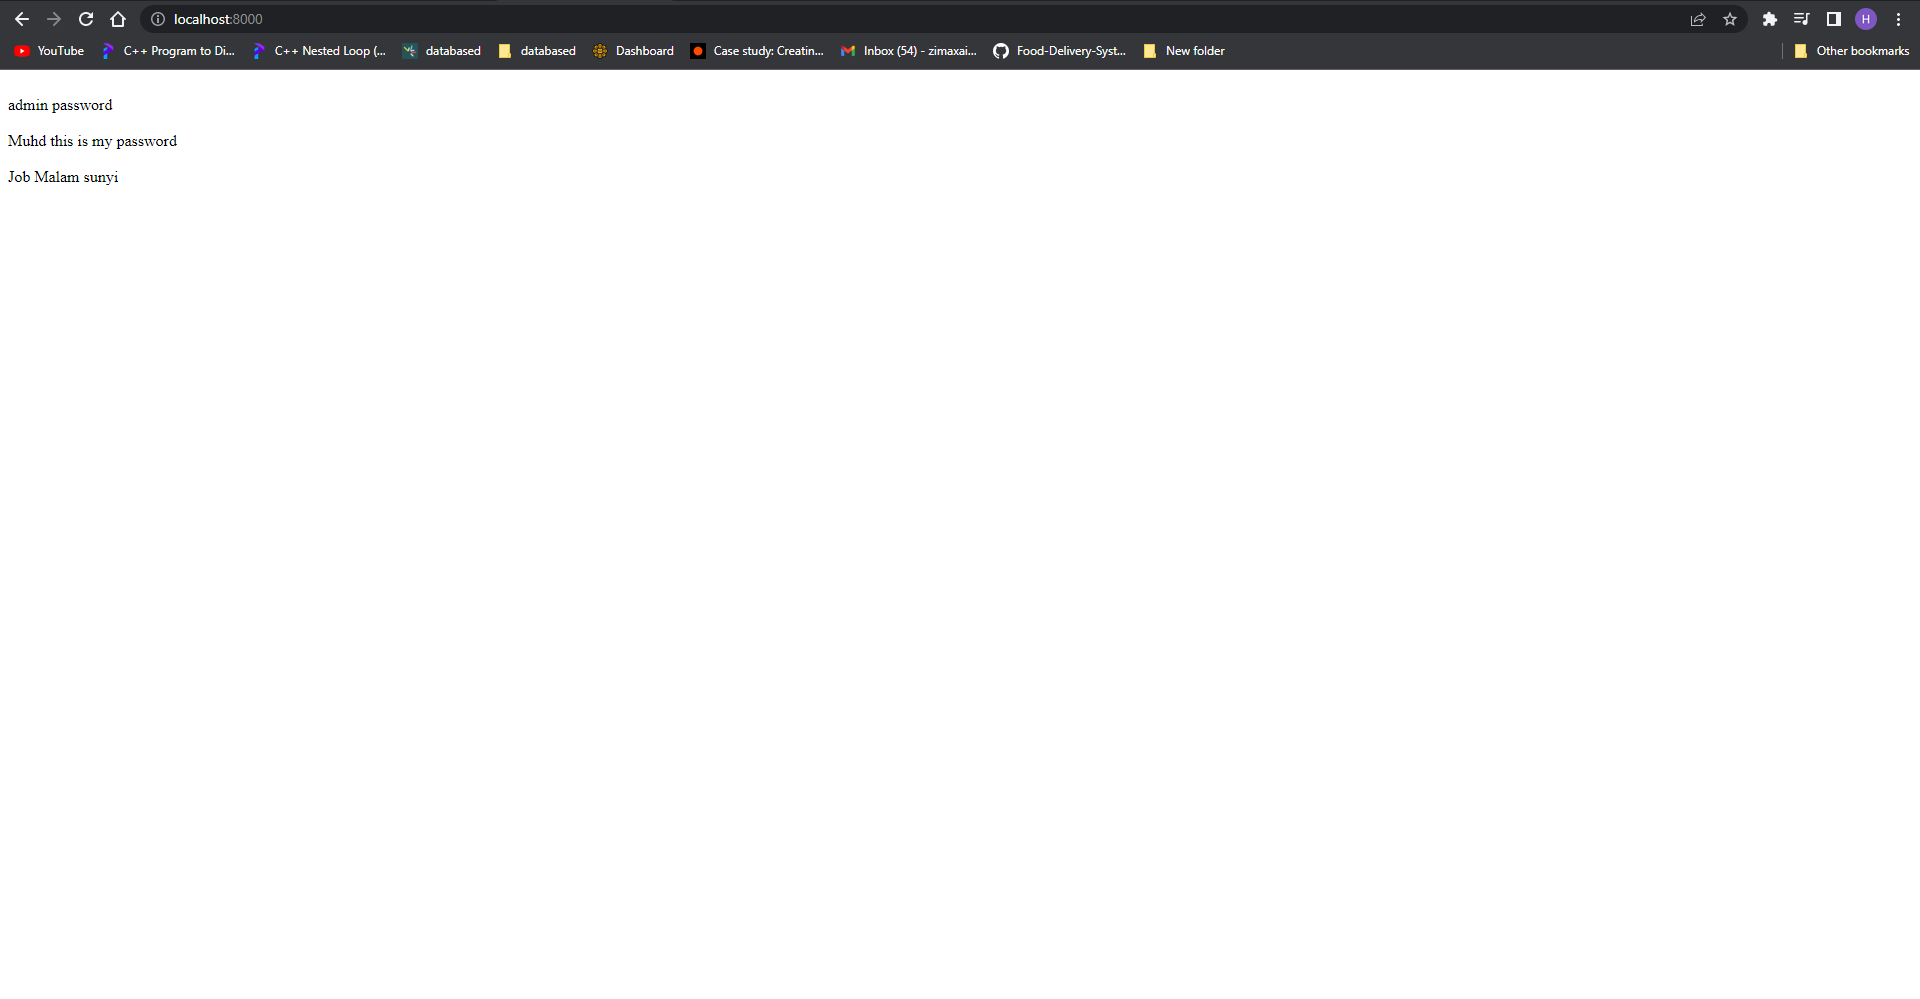 localhost:8000
YouTube C++ Program to Di... C++ Nested Loop (... databased databased Dashboard Case study: Creatin... Inbox (54) - zimaxai... Food-Delivery-Syst... New folder Other bookmarks
admin password
Muhd this is my password
Job Malam sunyi
H